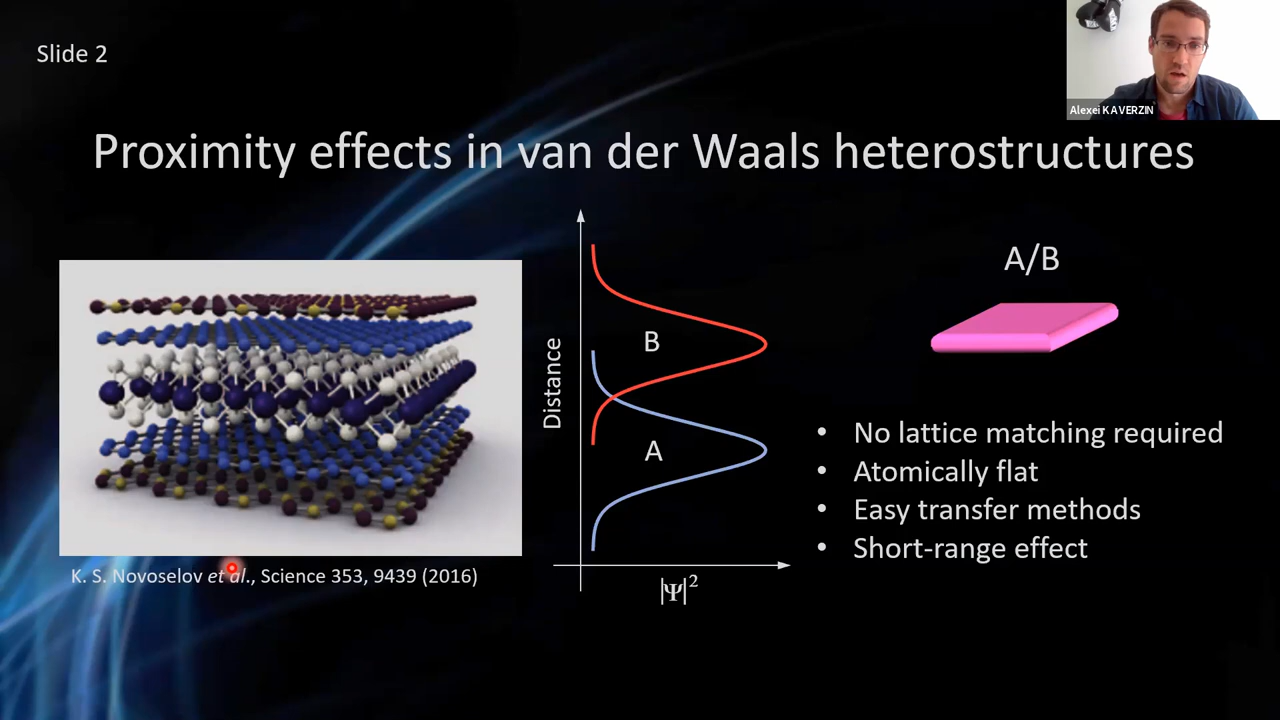 Slide 2
Alexei KAVERZIN
Proximity effects in van der Waals heterostructures
Distance
B
A
|Ψ|²
A/B
• No lattice matching required
• Atomically flat
• Easy transfer methods
• Short-range effect
K. S. Novoselov et al., Science 353, 9439 (2016)